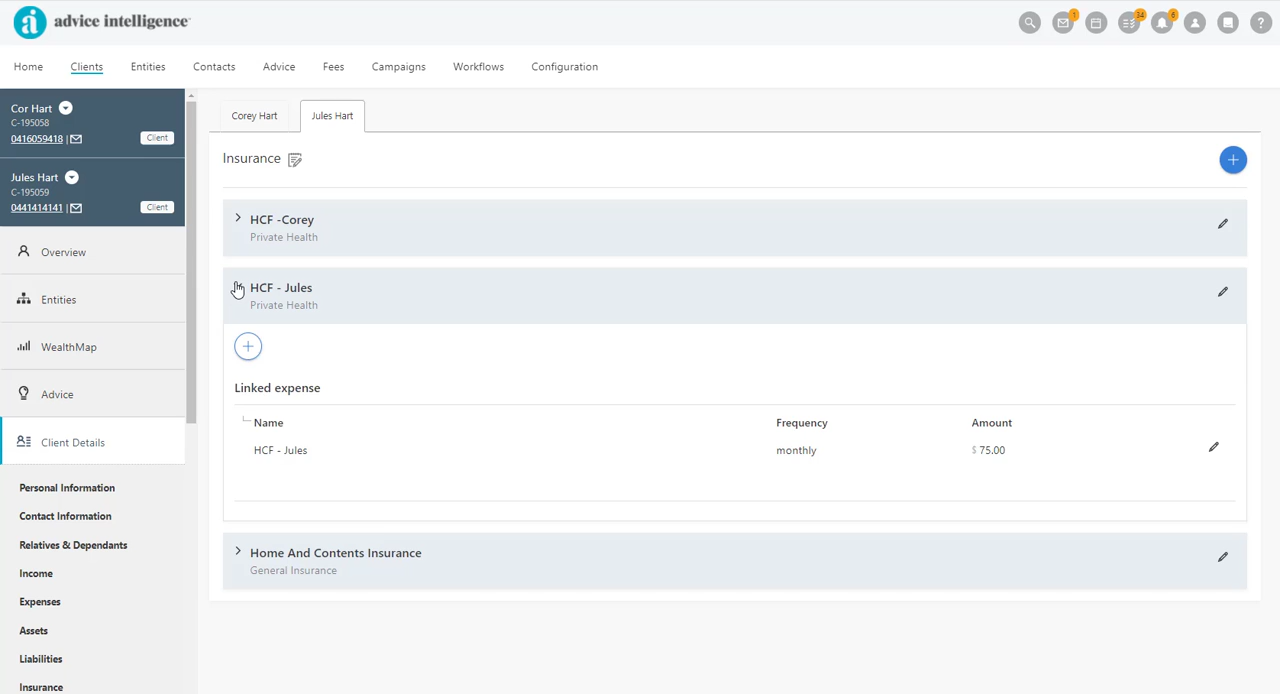 advice intelligence
1
34
6
?
Home
Clients
Entities
Contacts
Advice
Fees
Campaigns
Workflows
Configuration
Cor Hart
C-195058
0416059418 |
Client
Jules Hart
C-195059
0441414141 |
Client
Overview
Entities
WealthMap
Advice
Client Details
Personal Information
Contact Information
Relatives & Dependants
Income
Expenses
Assets
Liabilities
Insurance
Corey Hart
Jules Hart
Insurance
HCF -Corey
Private Health
HCF - Jules
Private Health
Linked expense
Name Frequency Amount
HCF - Jules monthly $ 75.00
Home And Contents Insurance
General Insurance